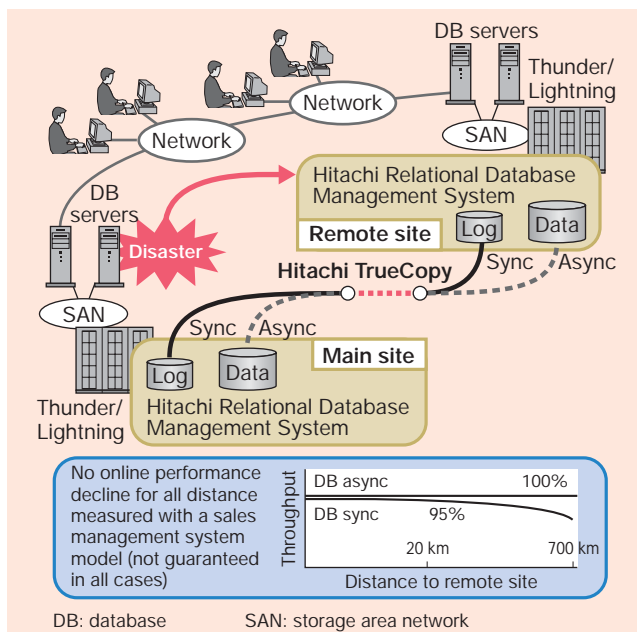 DB servers
Thunder/
Lightning
Network
Network
SAN
DB
servers
Disaster
Hitachi Relational Database
Management System
Remote site
Log
Data
Sync
Async
Hitachi TrueCopy
SAN
Sync
Async
Main site
Log
Data
Thunder/
Lightning
Hitachi Relational Database
Management System
No online performance
decline for all distance
measured with a sales
management system
model (not guaranteed
in all cases)
Throughput
DB async
100%
DB sync
95%
20 km
700 km
Distance to remote site
DB: database
SAN: storage area network